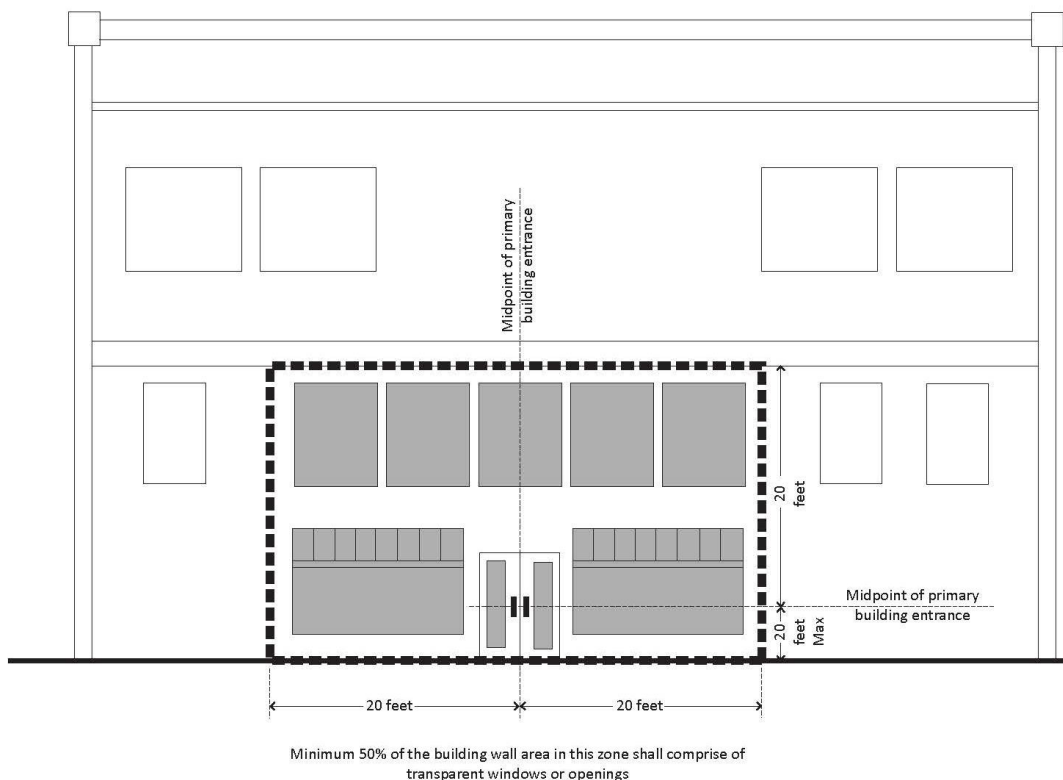 Midpoint of primary
building entrance
20
feet
Midpoint of primary
building entrance
20
feet
Max
20 feet
20 feet
Minimum 50% of the building wall area in this zone shall comprise of
transparent windows or openings